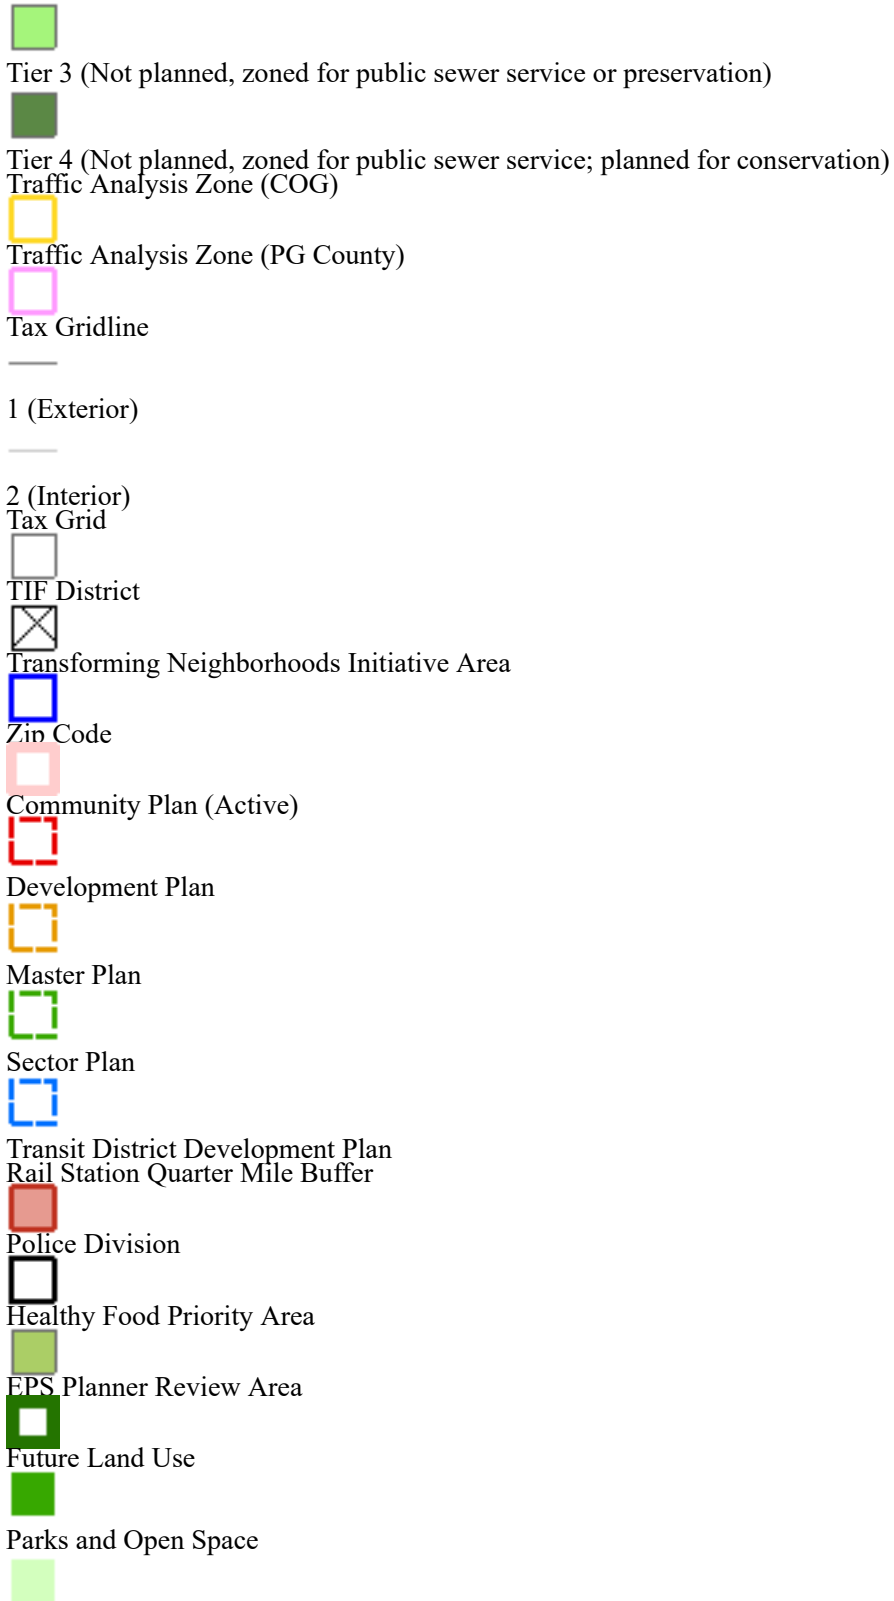 Tier 3 (Not planned, zoned for public sewer service or preservation)
Tier 4 (Not planned, zoned for public sewer service; planned for conservation)
Traffic Analysis Zone (COG)
Traffic Analysis Zone (PG County)
Tax Gridline
1 (Exterior)
2 (Interior)
Tax Grid
TIF District
Transforming Neighborhoods Initiative Area
Zip Code
Community Plan (Active)
Development Plan
Master Plan
Sector Plan
Transit District Development Plan
Rail Station Quarter Mile Buffer
Police Division
Healthy Food Priority Area
EPS Planner Review Area
Future Land Use
Parks and Open Space